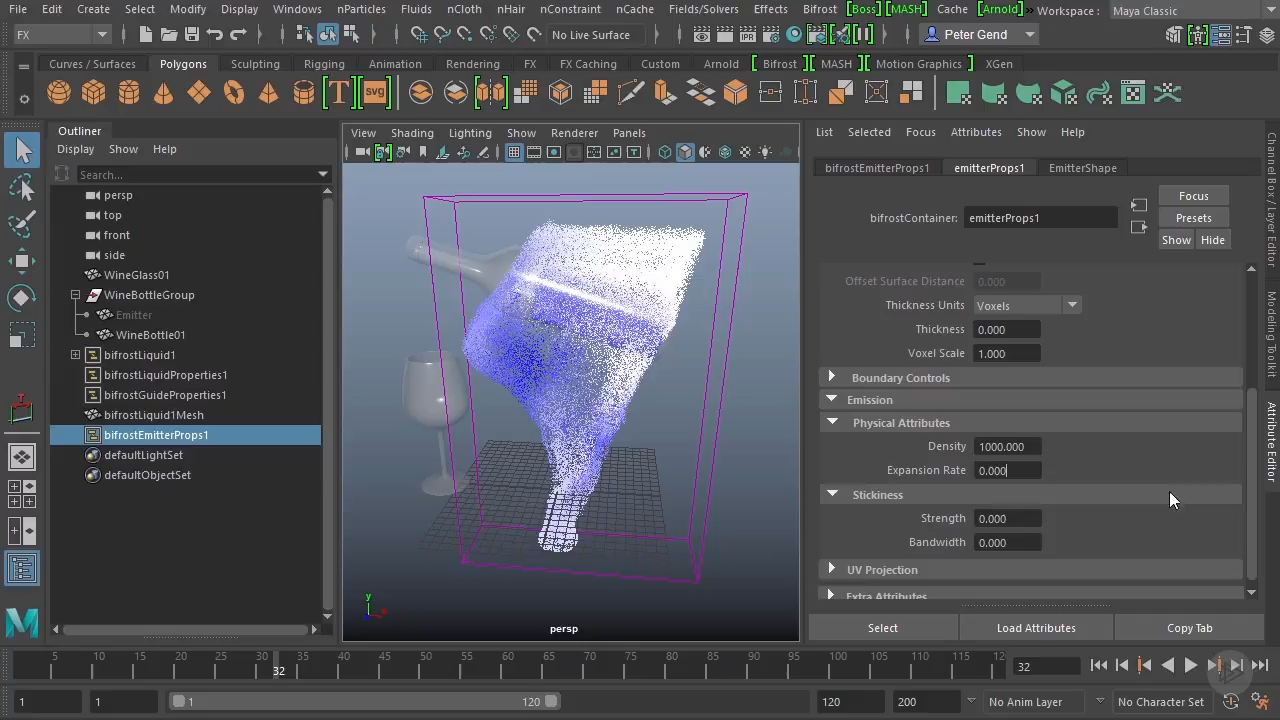 File Edit Create Select Modify Display Windows nParticles Fluids nCloth nHair nConstraint nCache Fields/Solvers Effects Bifrost [Boss] [MASH] Cache [Arnold] » Workspace : Maya Classic
FX No Live Surface IPR Peter Gend
Curves / Surfaces Polygons Sculpting Rigging Animation Rendering FX FX Caching Custom Arnold Bifrost MASH Motion Graphics XGen
T svg
Outliner
Display Show Help
Search...
persp
top
front
side
WineGlass01
WineBottleGroup
Emitter
WineBottle01
bifrostLiquid1
bifrostLiquidProperties1
bifrostGuideProperties1
bifrostLiquid1Mesh
bifrostEmitterProps1
defaultLightSet
defaultObjectSet
View Shading Lighting Show Renderer Panels
y
persp
List Selected Focus Attributes Show Help
bifrostEmitterProps1 emitterProps1 EmitterShape
Focus
bifrostContainer: emitterProps1 Presets
Show Hide
Offset Surface Distance 0.000
Thickness Units Voxels
Thickness 0.000
Voxel Scale 1.000
Boundary Controls
Emission
Physical Attributes
Density 1000.000
Expansion Rate 0.000
Stickiness
Strength 0.000
Bandwidth 0.000
UV Projection
Extra Attributes
Select Load Attributes Copy Tab
Channel Box / Layer Editor
Modeling Toolkit
Attribute Editor
5 10 15 20 25 30 35 40 45 50 55 60 65 70 75 80 85 90 95 100 105 110 115 12
32 32
1 1 1 120 120 200 No Anim Layer No Character Set